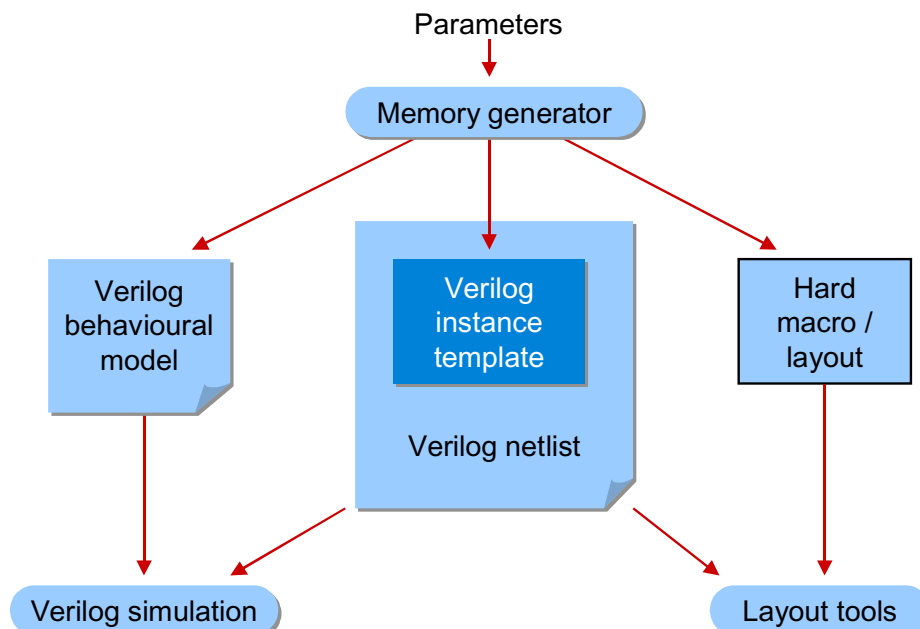 Parameters
Memory generator
Verilog
behavioural
model
Verilog
instance
template
Hard
macro /
layout
Verilog netlist
Verilog simulation
Layout tools